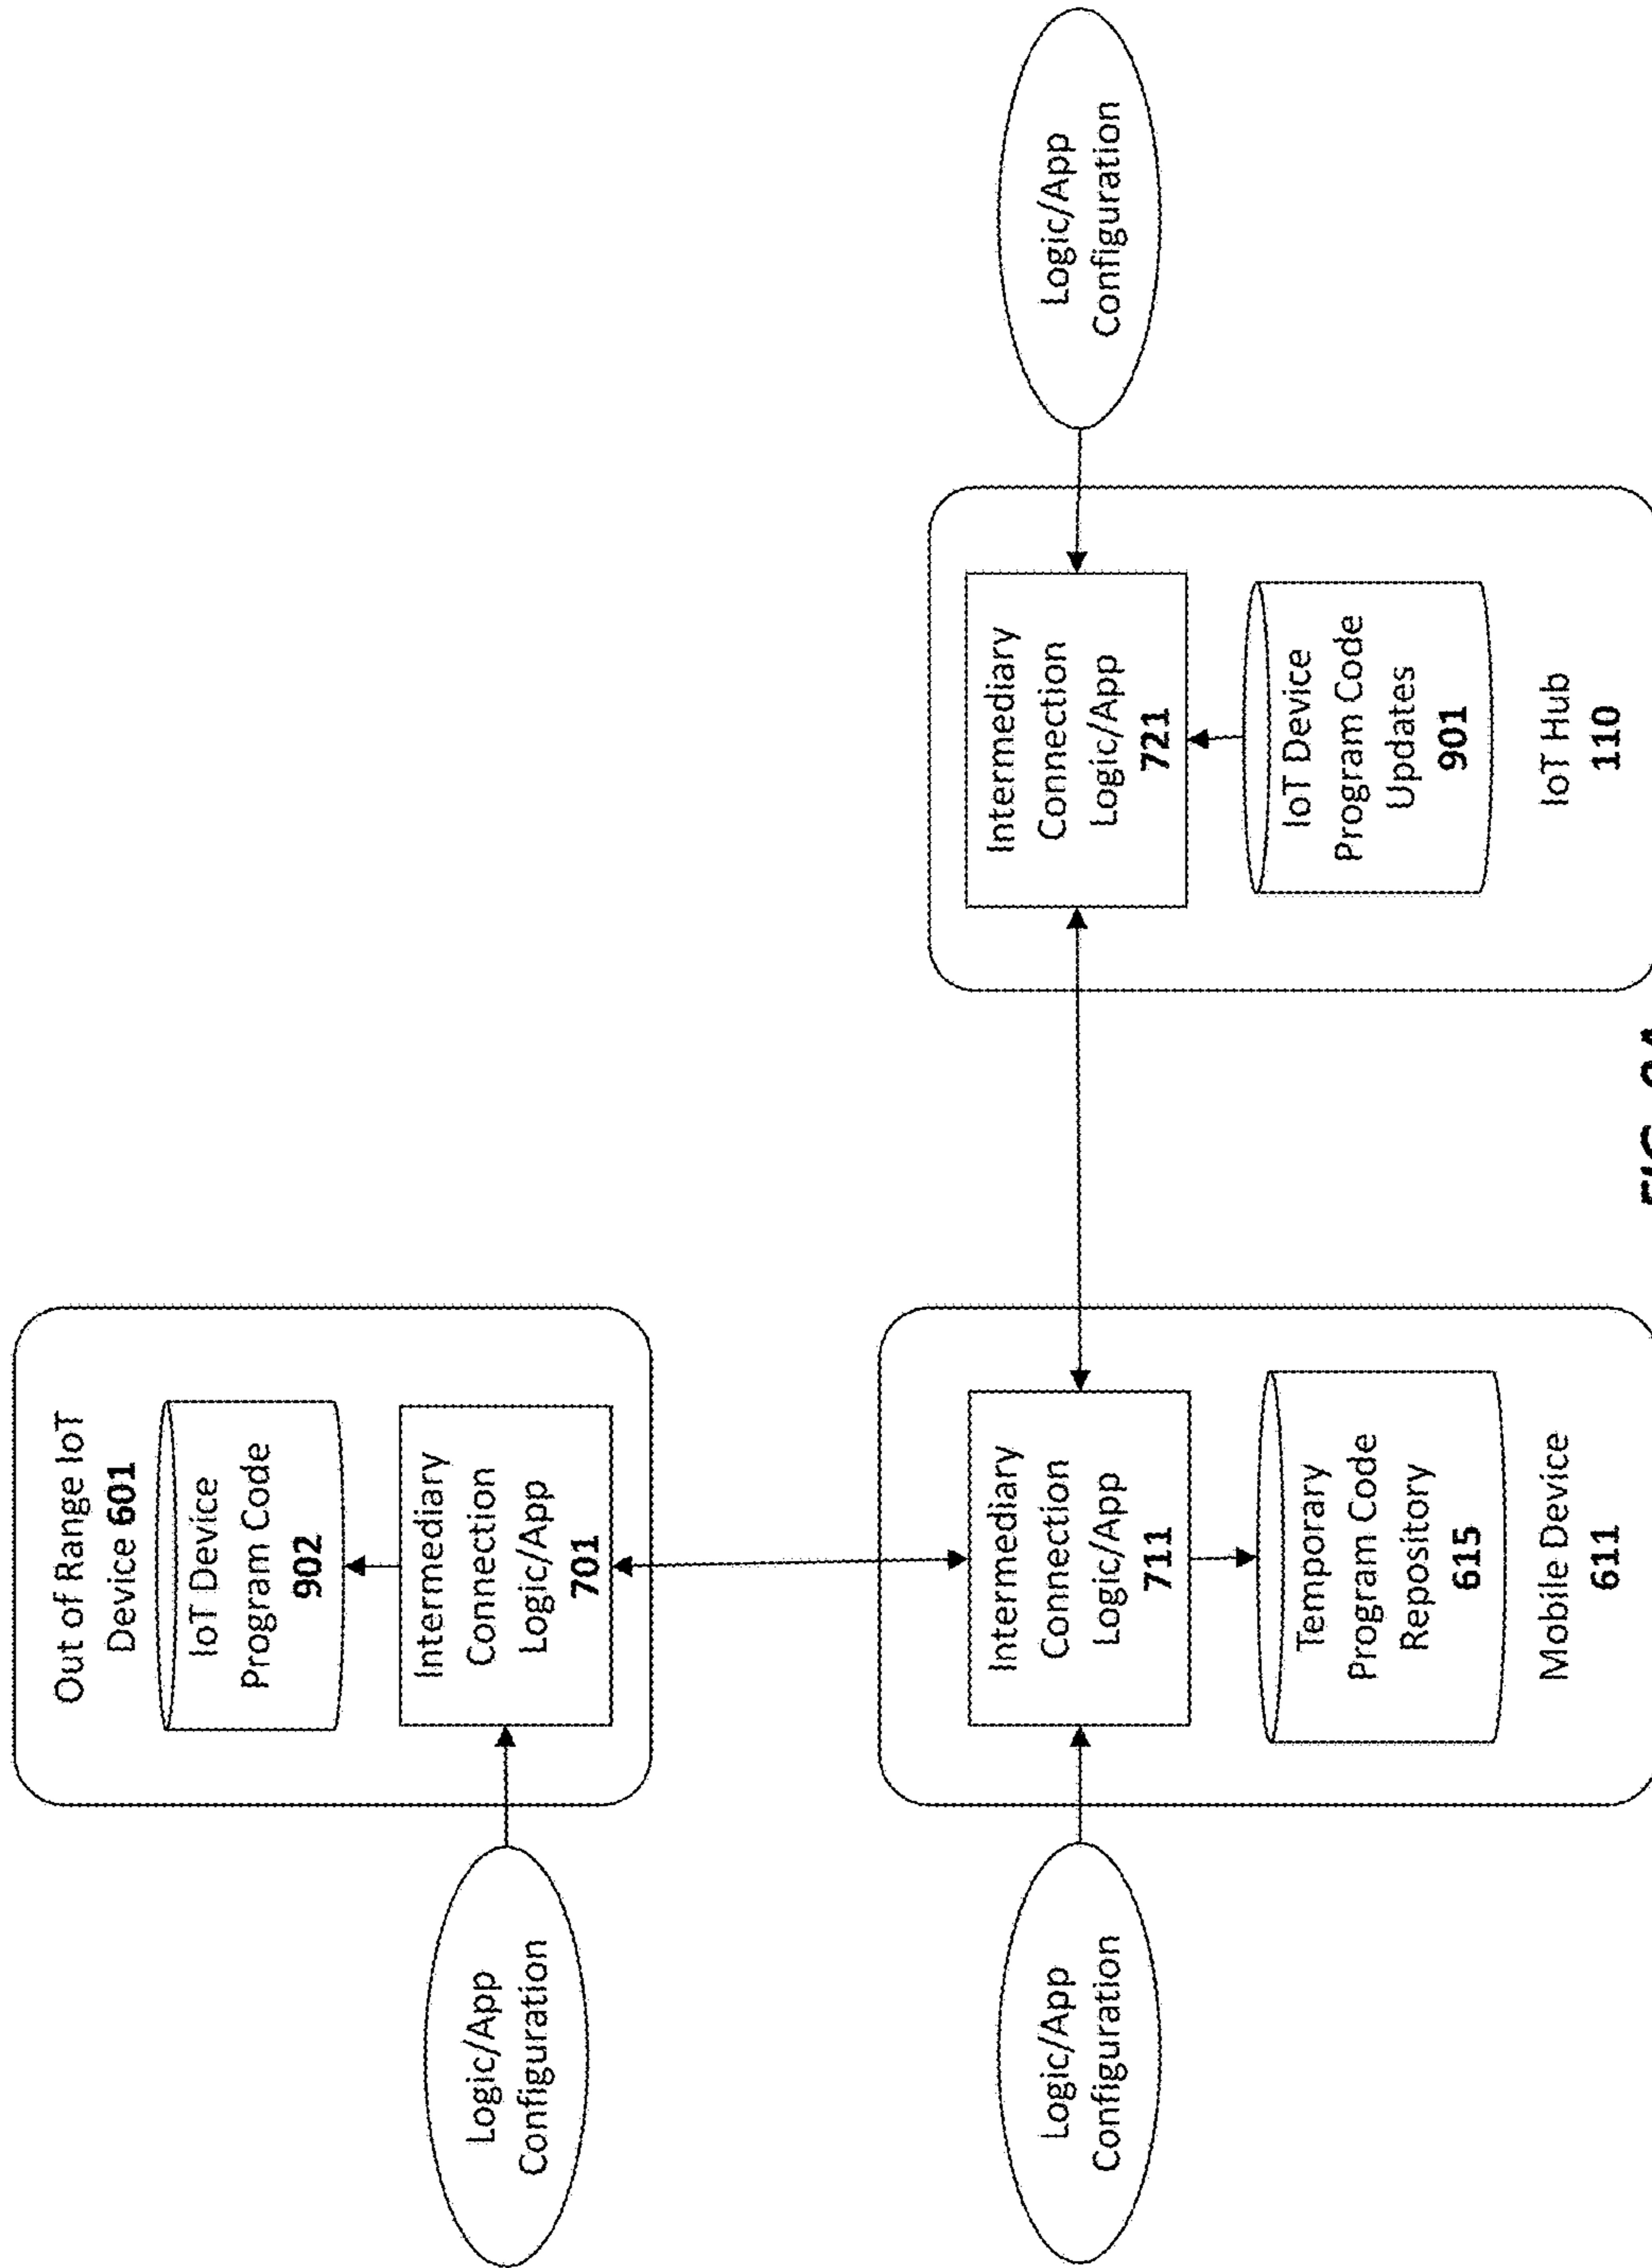 Out of Range IoT
Device 601
IoT Device
Program Code
902
Intermediary
Connection
Logic/App
701
Logic/App
Configuration
Logic/App
Configuration
Intermediary
Connection
Logic/App
711
Temporary
Program Code
Repository
615
Mobile Device
611
Intermediary
Connection
Logic/App
721
IoT Device
Program Code
Updates
901
IoT Hub
110
Logic/App
Configuration
FIG.